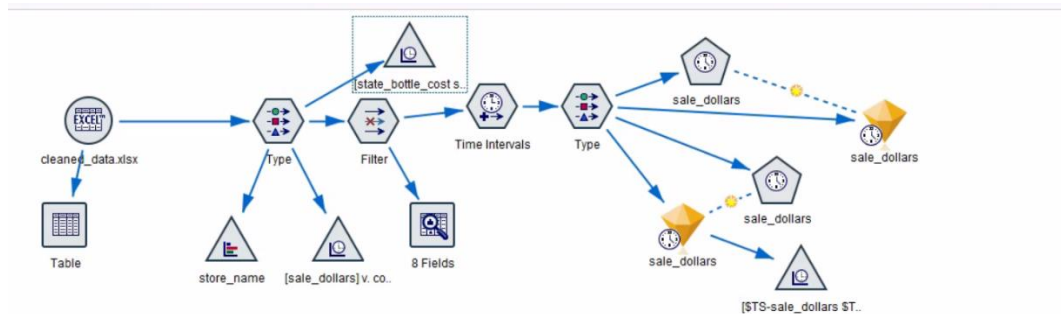 [state_bottle_cost s..
EXCEL™
sale_dollars
cleaned_data.xlsx
Type
Filter
Time Intervals
Type
sale_dollars
sale_dollars
Table
store_name
[sale_dollars] v. co..
8 Fields
sale_dollars
[$TS-sale_dollars $T..